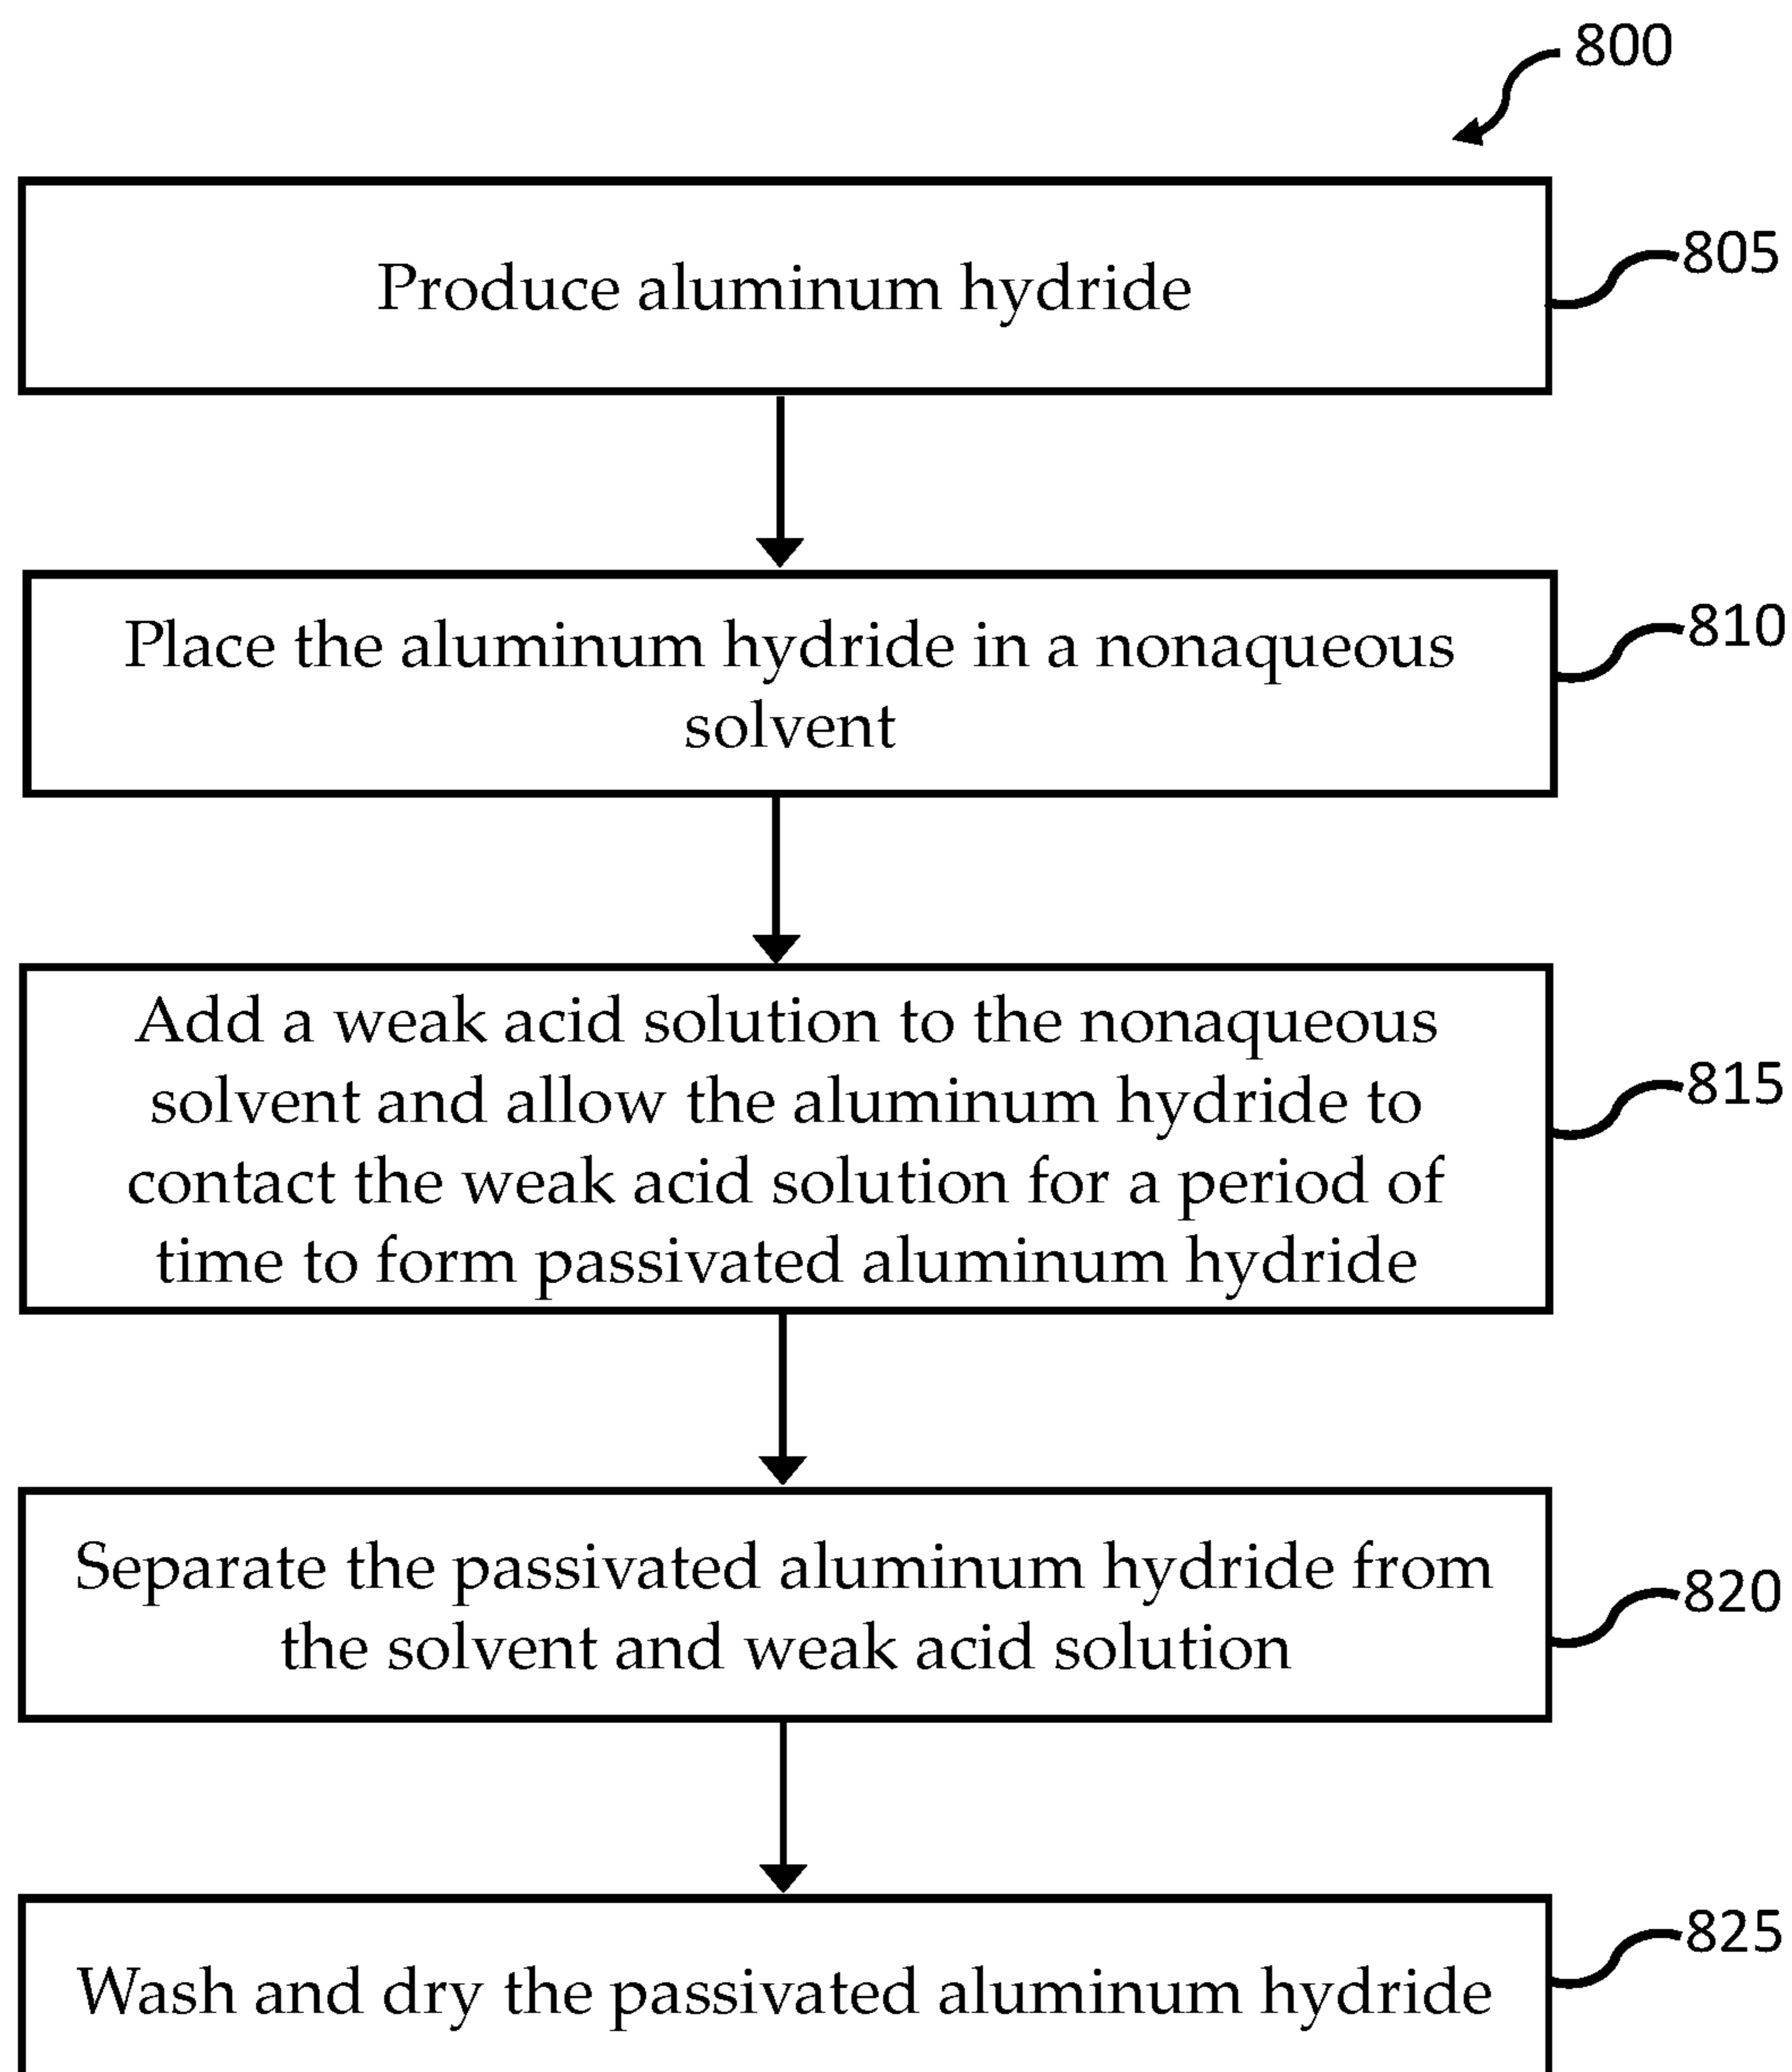 800
Produce aluminum hydride
805
Place the aluminum hydride in a nonaqueous
solvent
810
Add a weak acid solution to the nonaqueous
solvent and allow the aluminum hydride to
contact the weak acid solution for a period of
time to form passivated aluminum hydride
815
Separate the passivated aluminum hydride from
the solvent and weak acid solution
820
Wash and dry the passivated aluminum hydride
825